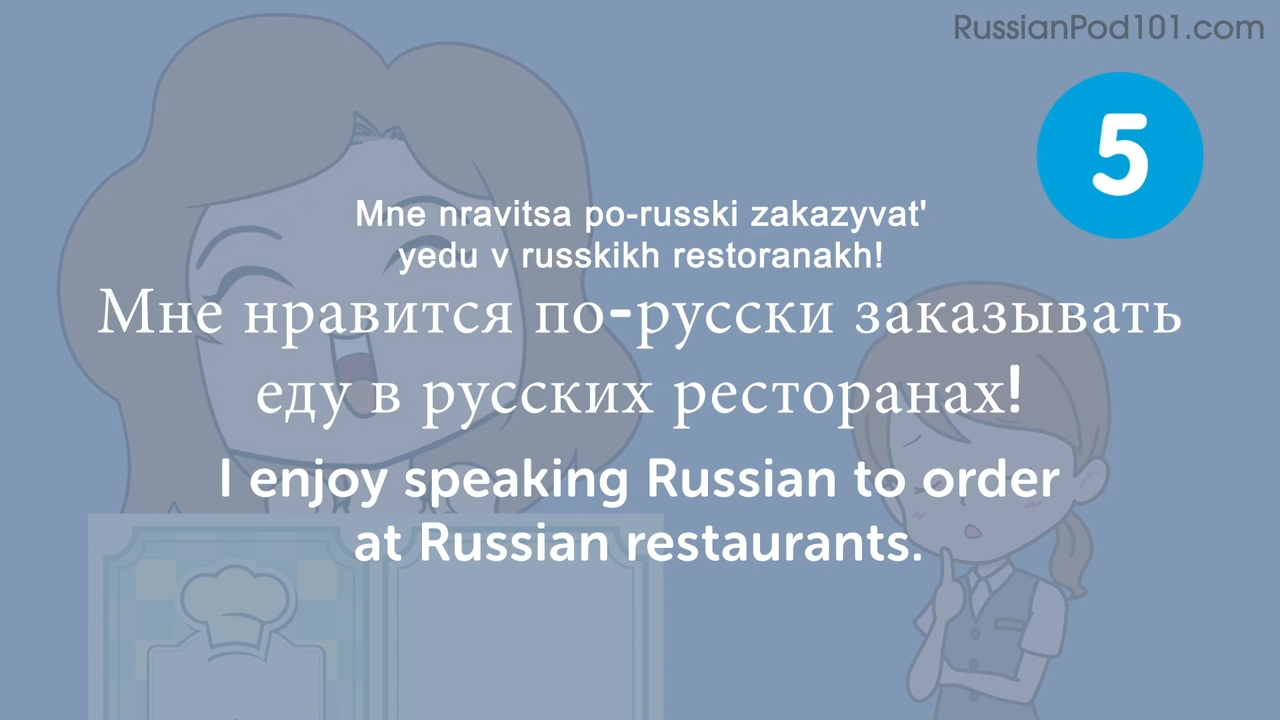 RussianPod101.com
5
Mne nravitsa po-russki zakazyvat'
yedu v russkikh restoranakh!
Мне нравится по-русски заказывать
еду в русских ресторанах!
I enjoy speaking Russian to order
at Russian restaurants.